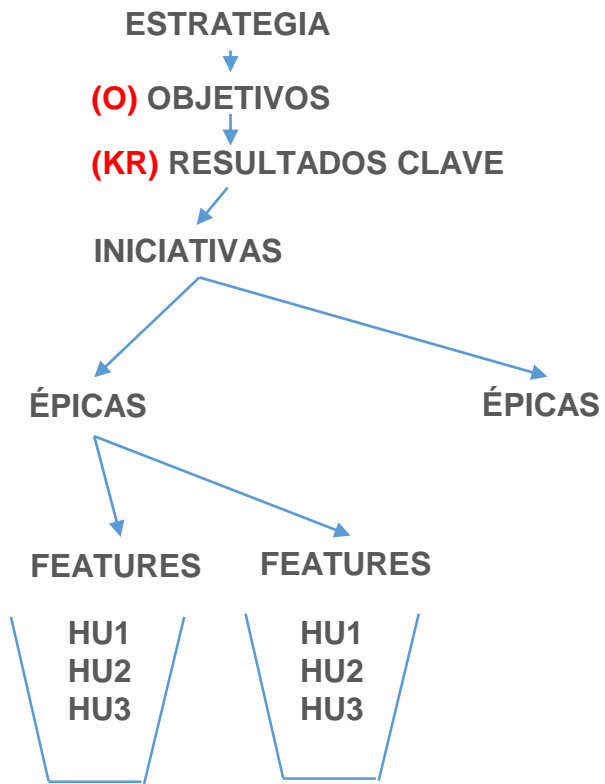 ESTRATEGIA
(O) OBJETIVOS
(KR) RESULTADOS CLAVE
INICIATIVAS
ÉPICAS
ÉPICAS
FEATURES
FEATURES
HU1
HU2
HU3
HU1
HU2
HU3